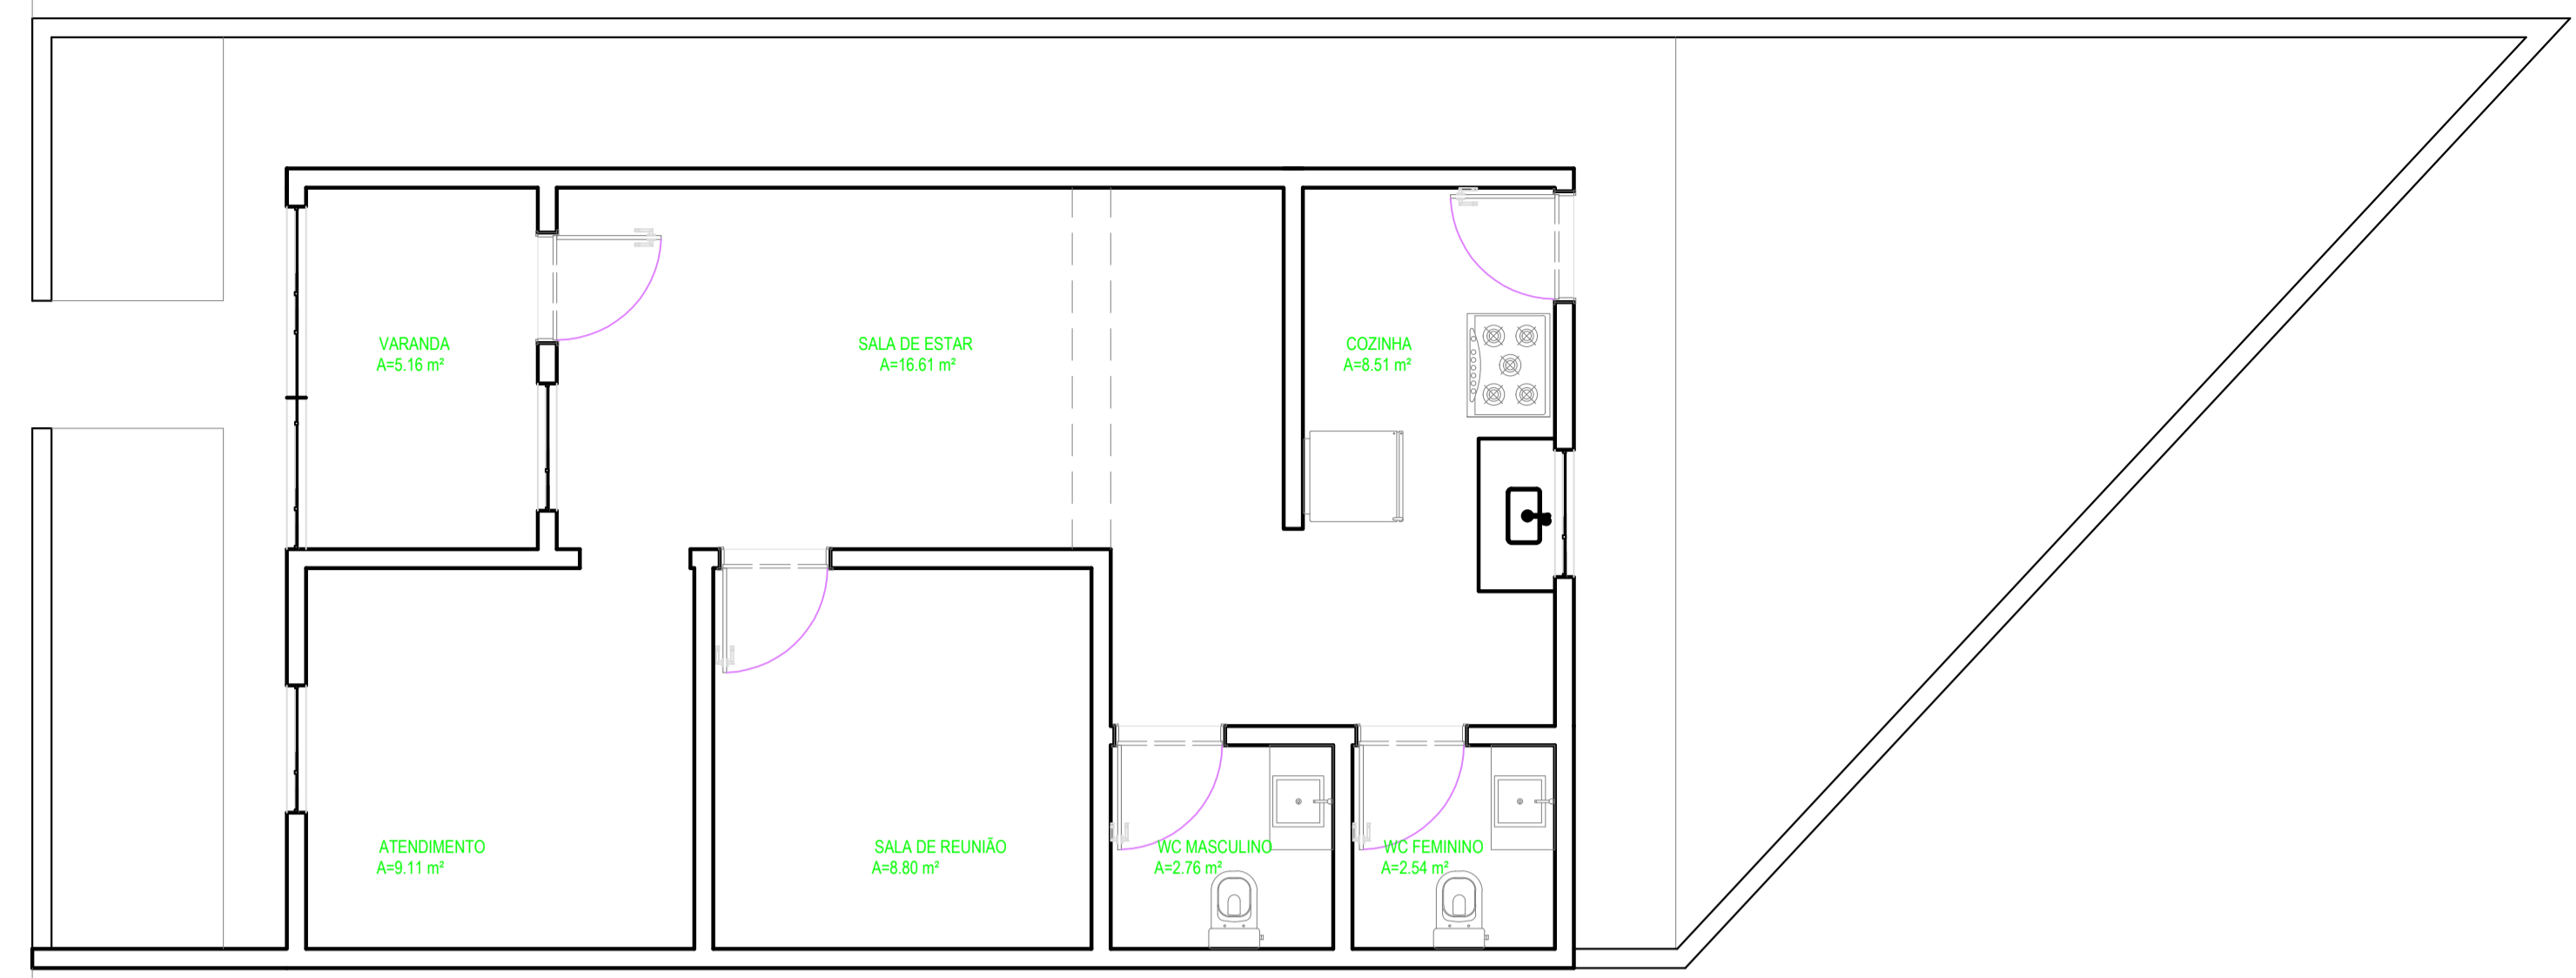 VARANDA
A=5.16 m²
SALA DE ESTAR
A=16.61 m²
COZINHA
A=8.51 m²
ATENDIMENTO
A=9.11 m²
SALA DE REUNIÃO
A=8.80 m²
WC MASCULINO
A=2.76 m²
WC FEMININO
A=2.54 m²